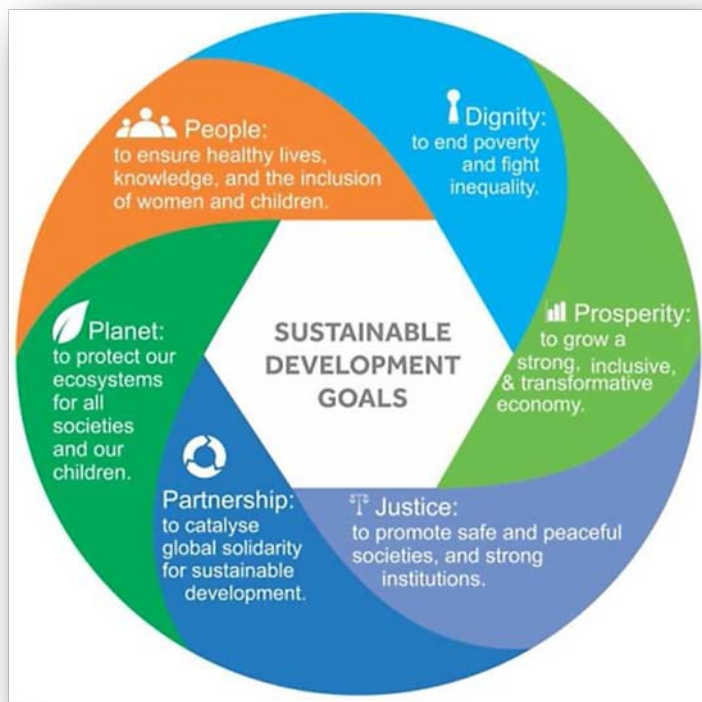 SUSTAINABLE
DEVELOPMENT
GOALS
Dignity:
to end poverty
and fight
inequality.
Prosperity:
to grow a
strong, inclusive,
& transformative
economy.
Justice:
to promote safe and peaceful
societies, and strong
institutions.
Partnership:
to catalyse
global solidarity
for sustainable
development.
Planet:
to protect our
ecosystems
for all
societies
and our
children.
People:
to ensure healthy lives,
knowledge, and the inclusion
of women and children.